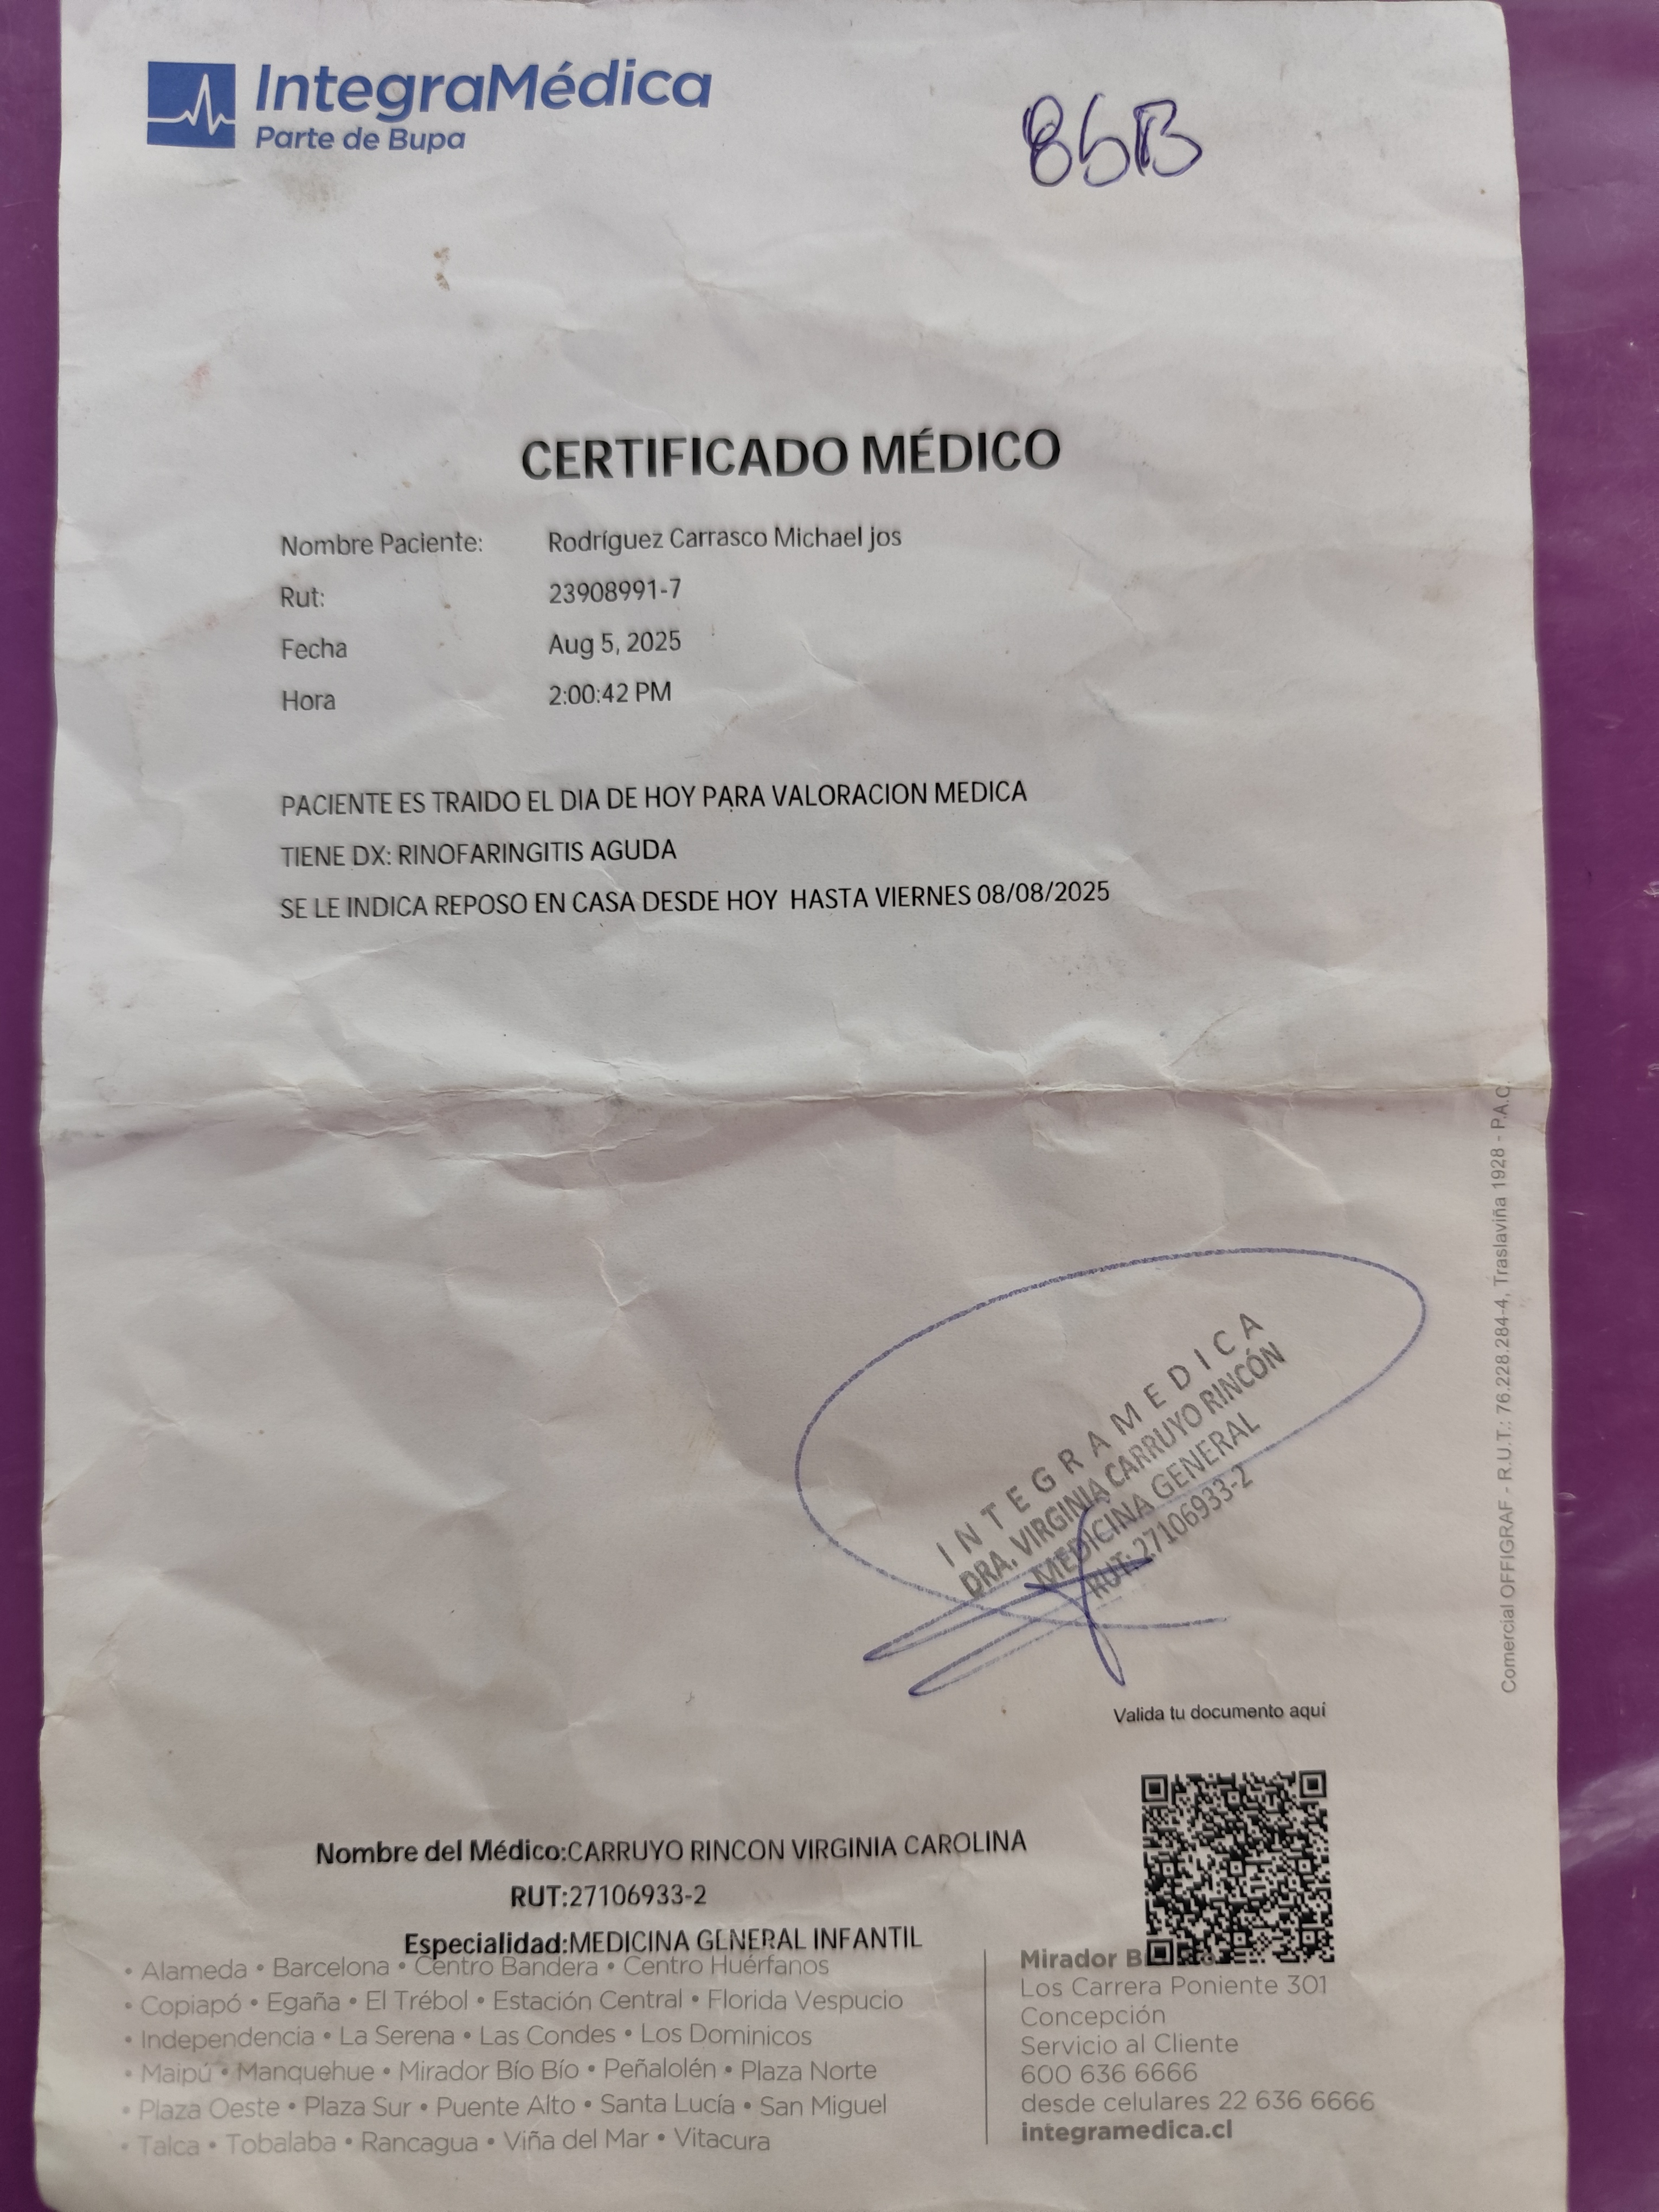 IntegraMédica
Parte de Bupa
CERTIFICADO MÉDICO
Nombre Paciente: Rodríguez Carrasco Michael jos
Rut: 23908991-7
Fecha Aug 5, 2025
Hora 2:00:42 PM
PACIENTE ES TRAIDO EL DIA DE HOY PARA VALORACION MEDICA
TIENE DX: RINOFARINGITIS AGUDA
SE LE INDICA REPOSO EN CASA DESDE HOY HASTA VIERNES 08/08/2025
INTEGRAMEDICA
DRA. VIRGINIA CARRUYO RINCÓN
MEDICINA GENERAL
RUT: 27106933-2
Comercial OFFIGRAF - R.U.T.: 76.228.284-4, Traslaviña 1928 - P.A.C.
Valida tu documento aquí
Nombre del Médico:CARRUYO RINCON VIRGINIA CAROLINA
RUT:27106933-2
Especialidad:MEDICINA GENERAL INFANTIL
• Alameda • Barcelona • Centro Bandera • Centro Huérfanos
• Copiapó • Egaña • El Trébol • Estación Central • Florida Vespucio
• Independencia • La Serena • Las Condes • Los Dominicos
• Maipú • Manquehue • Mirador Bío Bío • Peñalolén • Plaza Norte
• Plaza Oeste • Plaza Sur • Puente Alto • Santa Lucía • San Miguel
• Talca • Tobalaba • Rancagua • Viña del Mar • Vitacura
Mirador
Los Carrera Poniente 301
Concepción
Servicio al Cliente
600 636 6666
desde celulares 22 636 6666
integramedica.cl